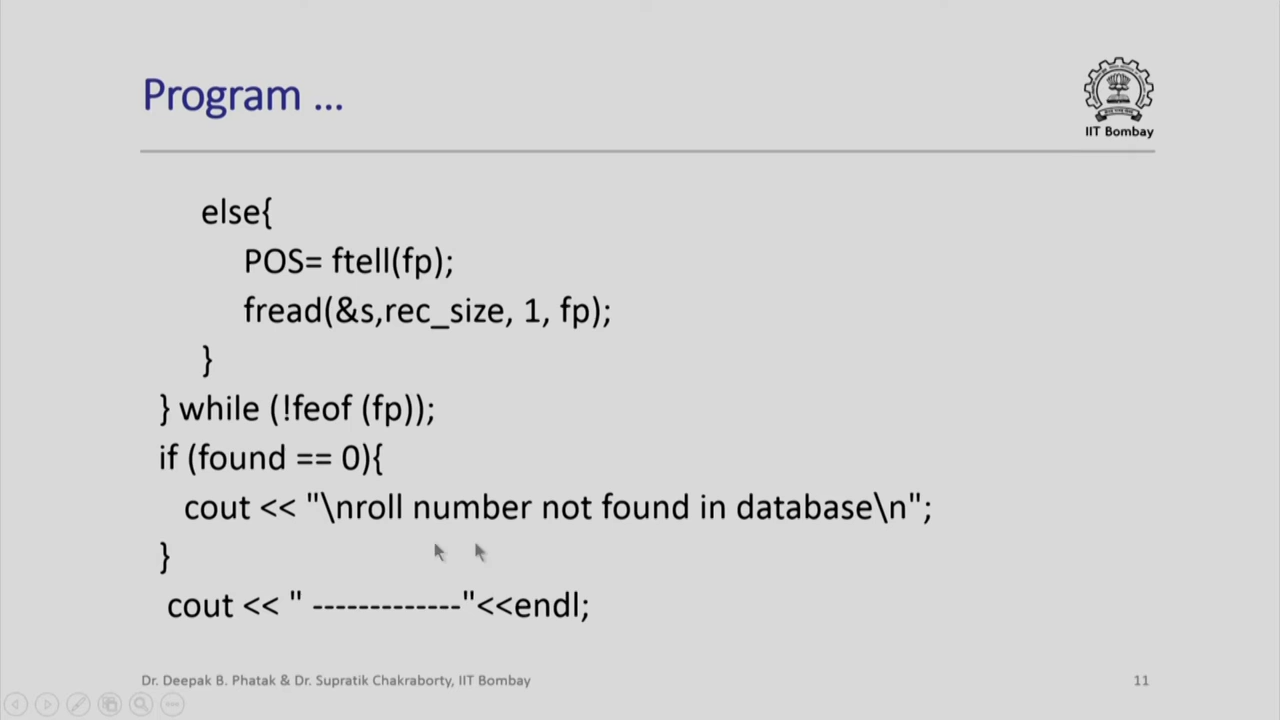 Program ...
IIT Bombay
else{
POS= ftell(fp);
fread(&s,rec_size, 1, fp);
}
} while (!feof (fp));
if (found == 0){
cout << "\nroll number not found in database\n";
}
cout << " -------------"<<endl;
Dr. Deepak B. Phatak & Dr. Supratik Chakraborty, IIT Bombay
11